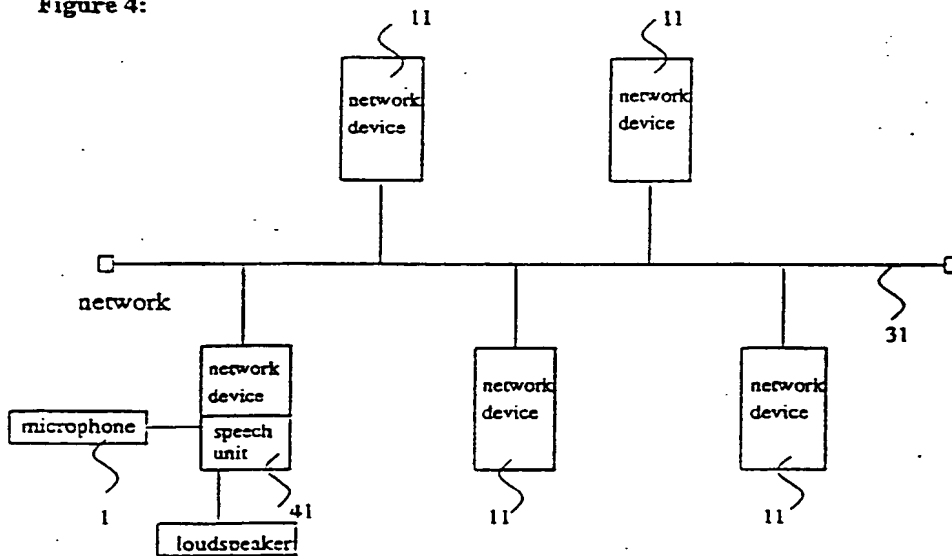 Figure 4:
11
11
network
device
network
device
network
31
network
device
network
device
network
device
microphone
speech
unit
1
41
11
11
loudspeaker